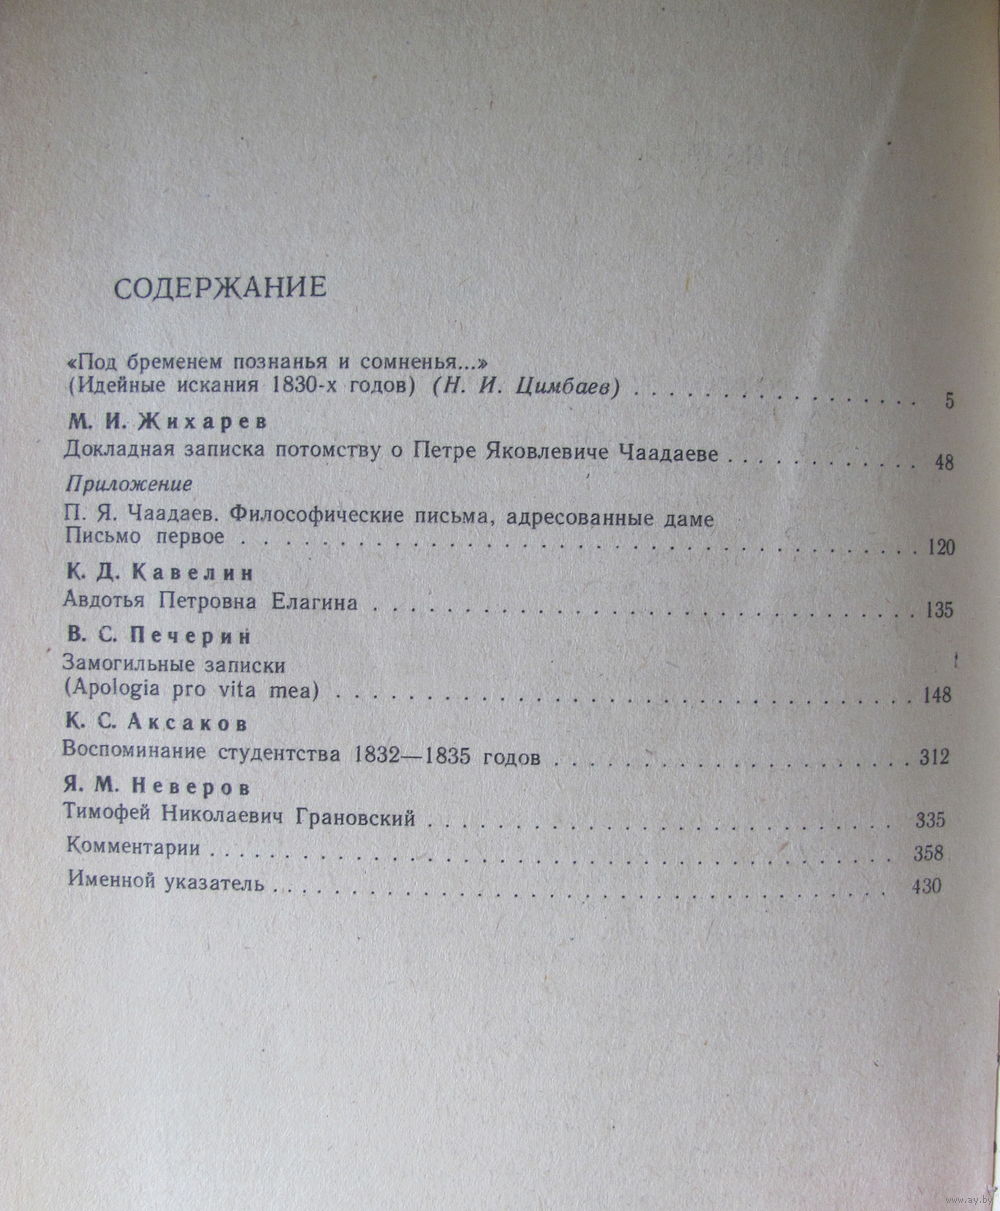 СОДЕРЖАНИЕ
«Под бременем познанья и сомненья...»
(Идейные искания 1830-х годов) (Н. И. Цимбаев) . . . . . . . . . . . . . . . . 5
М. И. Жихарев
Докладная записка потомству о Петре Яковлевиче Чаадаеве . . . . . . . . . . . 48
Приложение
П. Я. Чаадаев. Философические письма, адресованные даме
Письмо первое . . . . . . . . . . . . . . . . . . . . . . . . . . . . . 120
К. Д. Кавелин
Авдотья Петровна Елагина . . . . . . . . . . . . . . . . . . . . . . . . 135
В. С. Печерин
Замогильные записки
(Apologia pro vita mea) . . . . . . . . . . . . . . . . . . . . . . . . . . 148
К. С. Аксаков
Воспоминание студентства 1832—1835 годов . . . . . . . . . . . . . . . . 312
Я. М. Неверов
Тимофей Николаевич Грановский . . . . . . . . . . . . . . . . . . . . . 335
Комментарии . . . . . . . . . . . . . . . . . . . . . . . . . . . . . . 358
Именной указатель . . . . . . . . . . . . . . . . . . . . . . . . . . . 430
www.ay.by